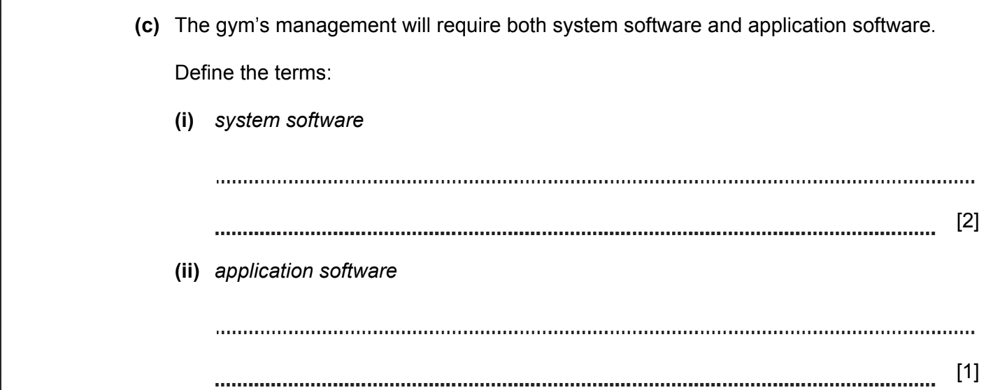 (c) The gym's management will require both system software and application software.
Define the terms:
(i) system software
[2]
(ii) application software
[1]